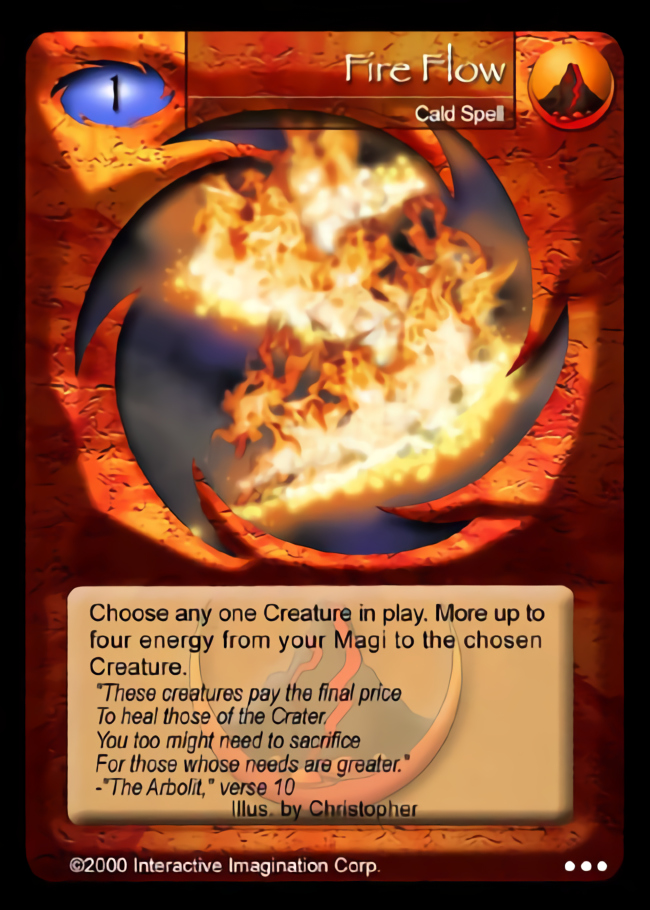 1
Fire Flow
Cald Spell
Choose any one Creature in play. More up to
four energy from your Magi to the chosen
Creature.
"These creatures pay the final price
To heal those of the Crater.
You too might need to sacrifice
For those whose needs are greater."
-"The Arbolit," verse 10
Illus. by Christopher
©2000 Interactive Imagination Corp.